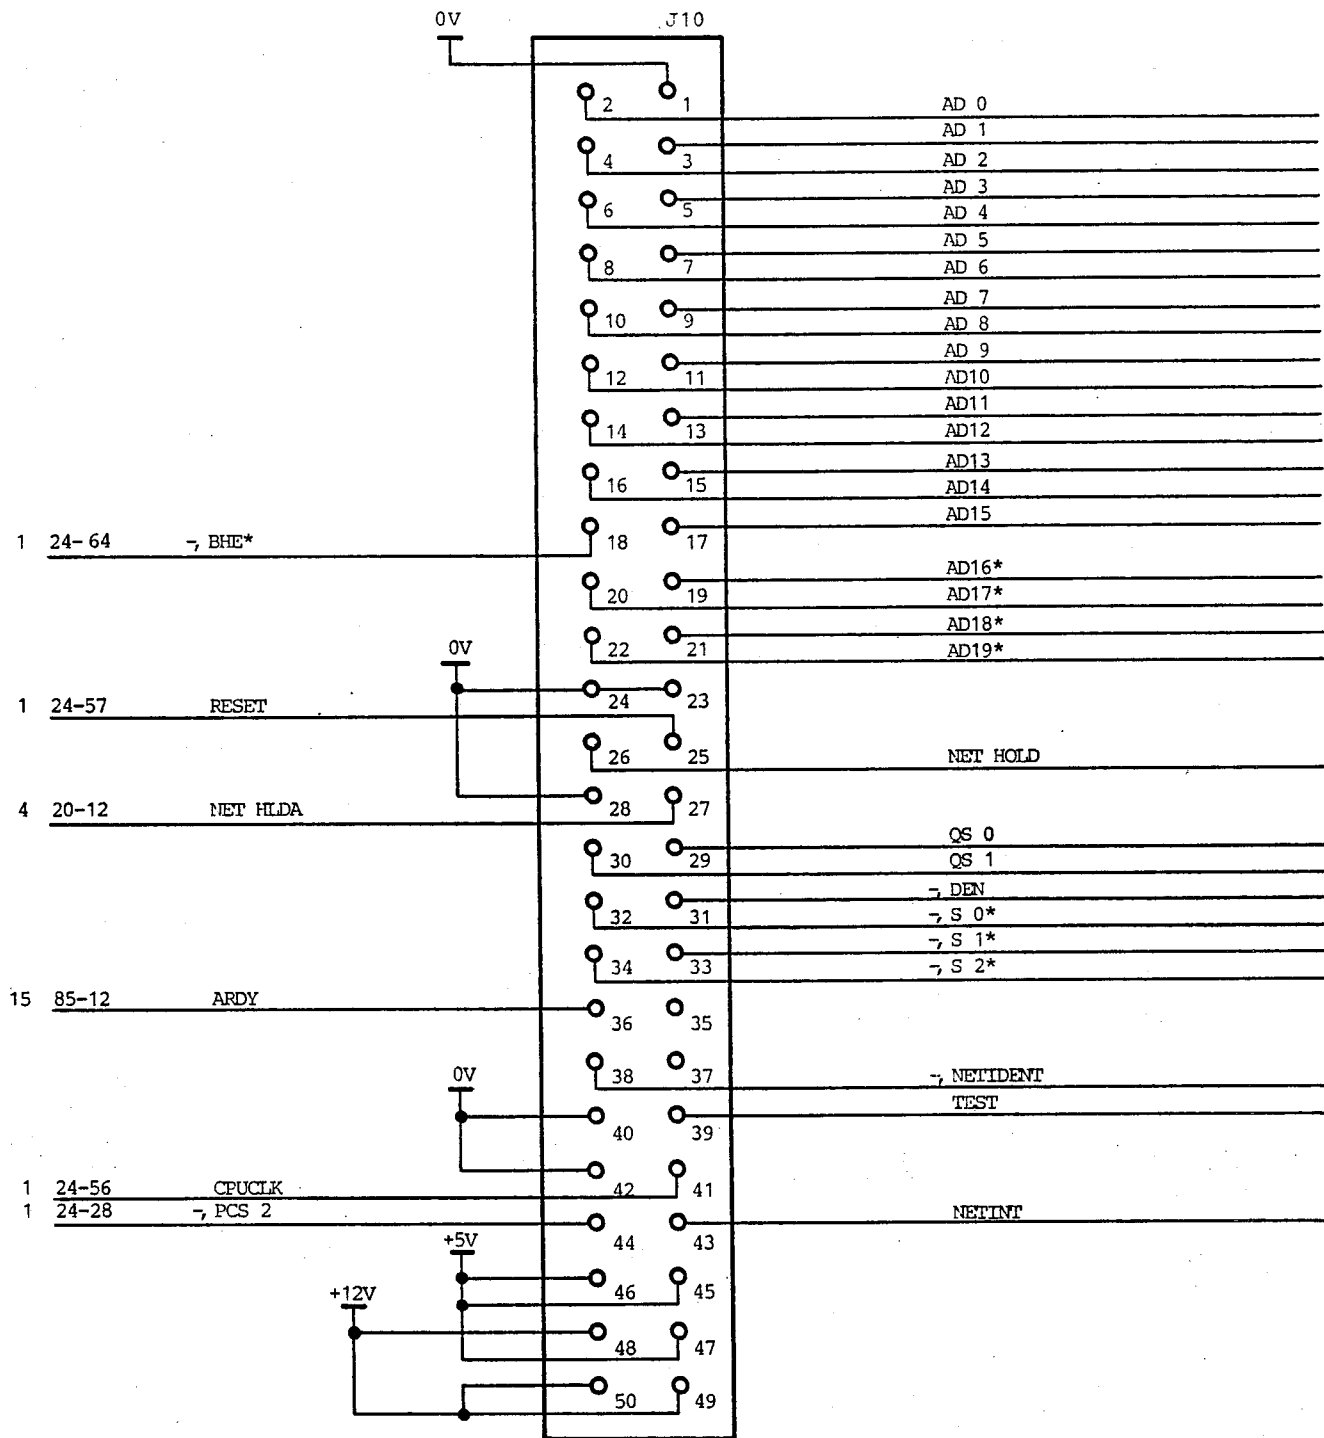 0V J10
2 1
AD 0
AD 1
4 3
AD 2
AD 3
6 5
AD 4
AD 5
8 7
AD 6
AD 7
10 9
AD 8
AD 9
12 11
AD10
AD11
14 13
AD12
AD13
16 15
AD14
AD15
1 24-64 ¬, BHE* 18 17
AD16*
20 19
AD17*
AD18*
22 21
0V AD19*
1 24-57 RESET 24 23
26 25
NET HOLD
4 20-12 NET HLDA 28 27
QS 0
30 29
QS 1
¬, DEN
32 31
¬, S 0*
¬, S 1*
34 33
¬, S 2*
15 85-12 ARDY
36 35
0V 38 37
¬, NETIDENT
TEST
40 39
1 24-56 CPUCLK 42 41
1 24-28 ¬, PCS 2 NETINT
44 43
+5V
+12V 46 45
48 47
50 49